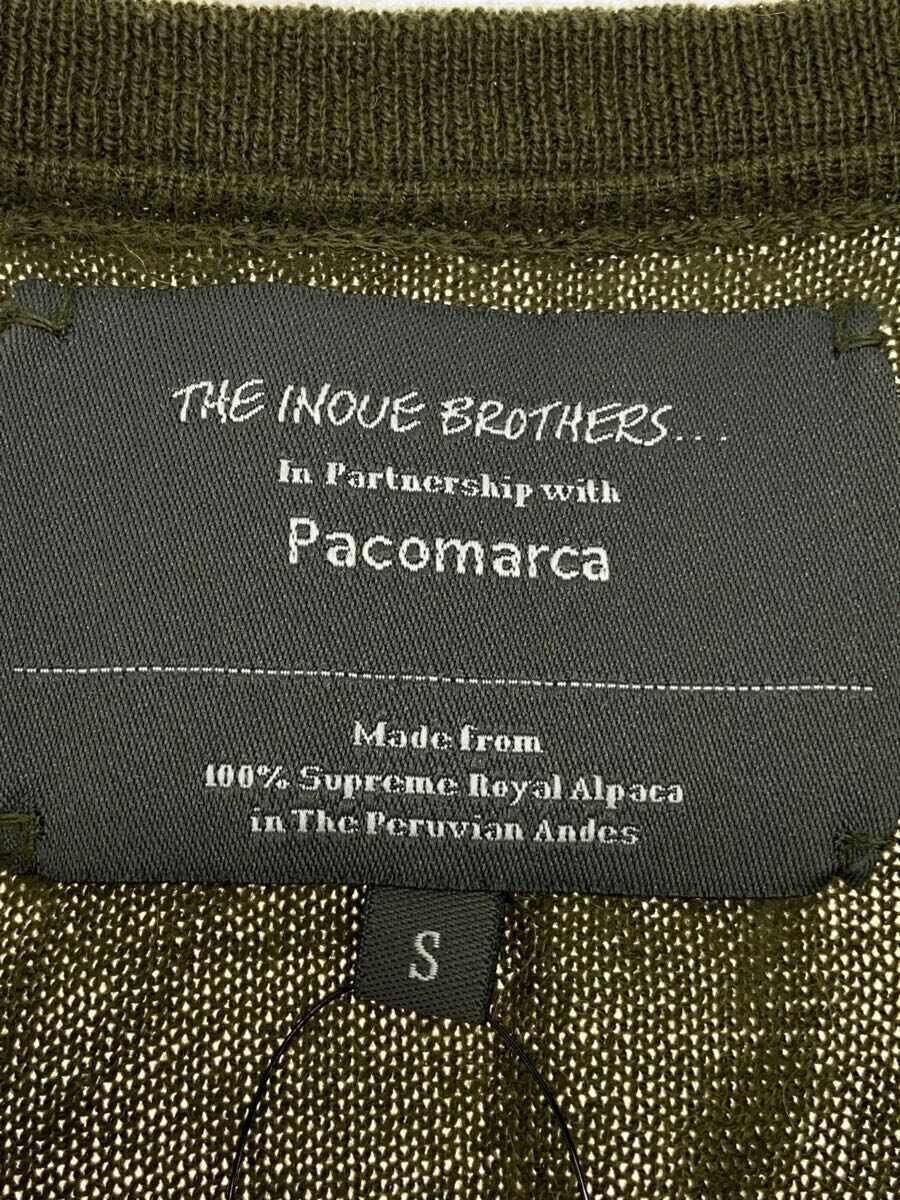 THE INOUE BROTHERS...
In Partnership with
Pacomarca
Made from
100% Supreme Royal Alpaca
in The Peruvian Andes
S